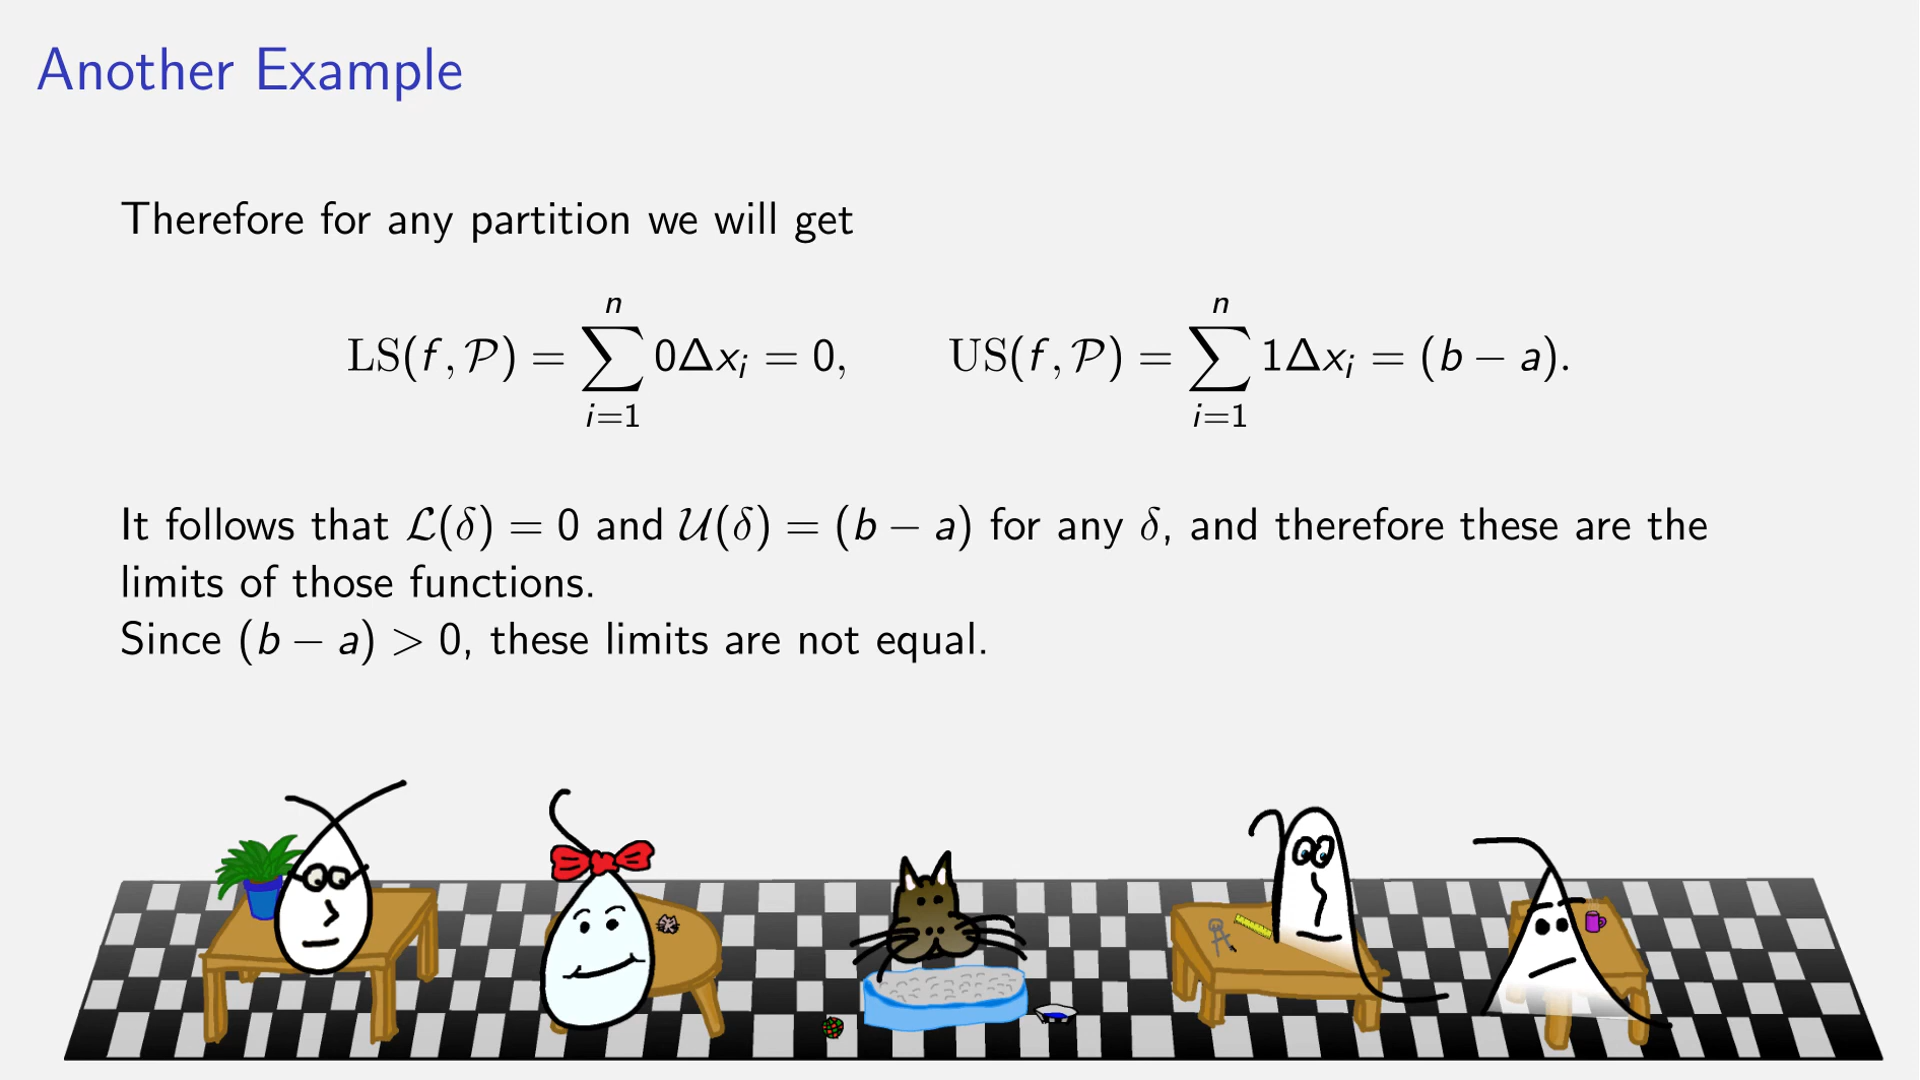 Another Example
Therefore for any partition we will get
LS(f, 𝒫) = ∑_{i=1}^{n} 0Δx_i = 0, US(f, 𝒫) = ∑_{i=1}^{n} 1Δx_i = (b − a).
It follows that ℒ(δ) = 0 and 𝒰(δ) = (b − a) for any δ, and therefore these are the
limits of those functions.
Since (b − a) > 0, these limits are not equal.